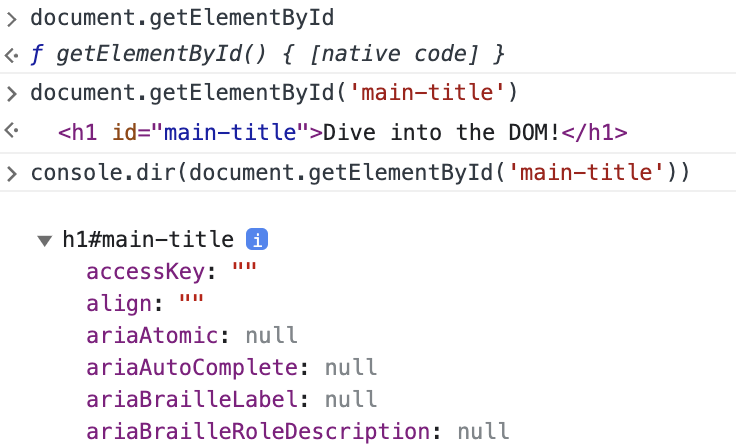 > document.getElementById
<· ƒ getElementById() { [native code] }
> document.getElementById('main-title')
<· <h1 id="main-title">Dive into the DOM!</h1>
> console.dir(document.getElementById('main-title'))
▼ h1#main-title i
accessKey: ""
align: ""
ariaAtomic: null
ariaAutoComplete: null
ariaBrailleLabel: null
ariaBrailleRoleDescription: null